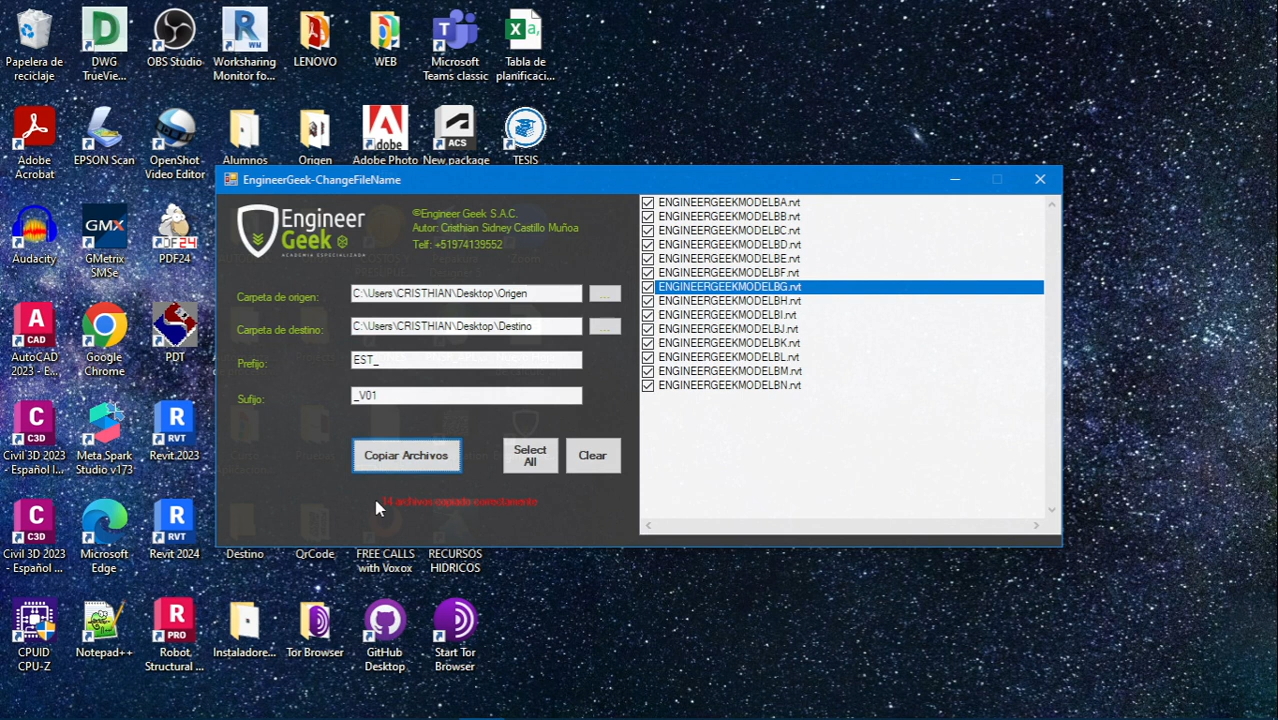 Papelera de
reciclaje
DWG
TrueVie...
OBS Studio
Worksharing
Monitor fo...
LENOVO
WEB
Microsoft
Teams classic
Tabla de
planificaci...
Adobe
Acrobat
EPSON Scan
OpenShot
Video Editor
Alumnos
Origen
Adobe Photo
New package
TESIS
EngineerGeek-ChangeFileName
Engineer
Geek
ACADEMIA ESPECIALIZADA
©Engineer Geek S.A.C.
Autor: Cristhian Sidney Castillo Muñoa
Telf: +51974139552
Carpeta de origen:
C:\Users\CRISTHIAN\Desktop\Origen
...
Carpeta de destino:
C:\Users\CRISTHIAN\Desktop\Destino
...
Prefijo:
EST_
Sufijo:
_V01
Copiar Archivos
Select
All
Clear
14 archivos copiado correctamente
ENGINEERGEEKMODELBA.rvt
ENGINEERGEEKMODELBB.rvt
ENGINEERGEEKMODELBC.rvt
ENGINEERGEEKMODELBD.rvt
ENGINEERGEEKMODELBE.rvt
ENGINEERGEEKMODELBF.rvt
ENGINEERGEEKMODELBG.rvt
ENGINEERGEEKMODELBH.rvt
ENGINEERGEEKMODELBI.rvt
ENGINEERGEEKMODELBJ.rvt
ENGINEERGEEKMODELBK.rvt
ENGINEERGEEKMODELBL.rvt
ENGINEERGEEKMODELBM.rvt
ENGINEERGEEKMODELBN.rvt
Audacity
GMetrix
SMSe
PDF24
AutoCAD
2023 - E...
Google
Chrome
PDT
Civil 3D 2023
- Español I...
Meta Spark
Studio v173
Revit 2023
Civil 3D 2023
- Español ...
Microsoft
Edge
Revit 2024
Destino
QrCode
FREE CALLS
with Voxox
RECURSOS
HIDRICOS
CPUID
CPU-Z
Notepad++
Robot,
Structural ...
Instaladore...
Tor Browser
GitHub
Desktop
Start Tor
Browser